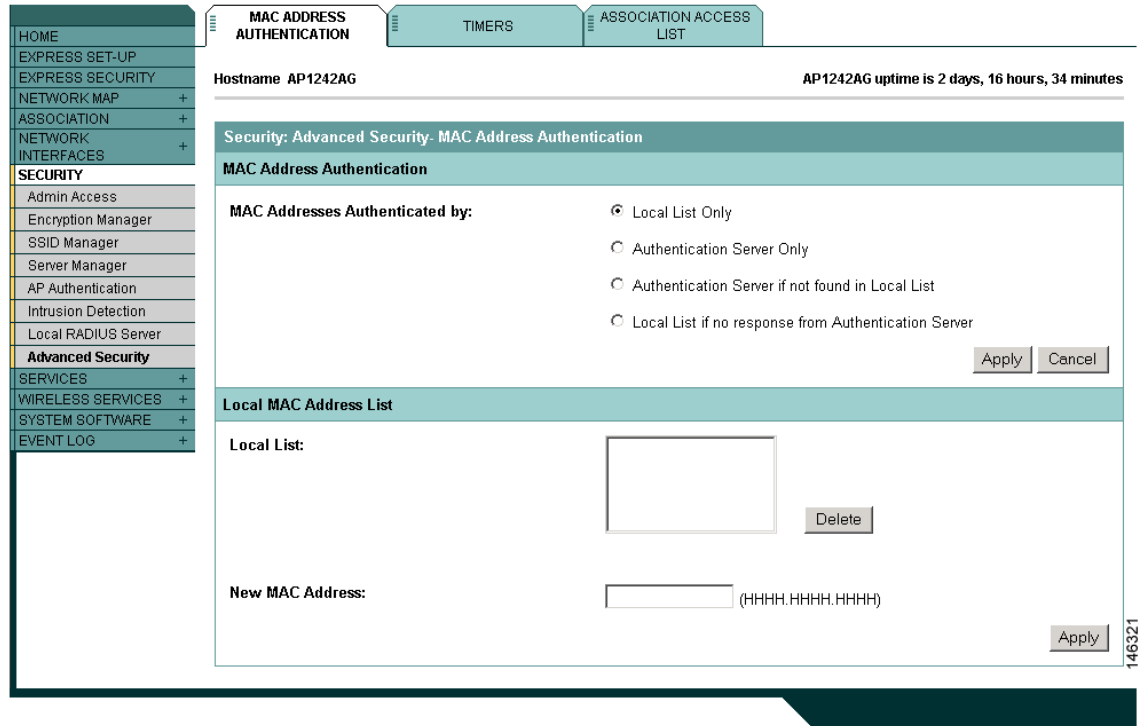 MAC ADDRESS
AUTHENTICATION
TIMERS
ASSOCIATION ACCESS
LIST
HOME
EXPRESS SET-UP
EXPRESS SECURITY
NETWORK MAP +
ASSOCIATION +
NETWORK
INTERFACES +
SECURITY
Admin Access
Encryption Manager
SSID Manager
Server Manager
AP Authentication
Intrusion Detection
Local RADIUS Server
Advanced Security
SERVICES +
WIRELESS SERVICES +
SYSTEM SOFTWARE +
EVENT LOG +
Hostname AP1242AG
AP1242AG uptime is 2 days, 16 hours, 34 minutes
Security: Advanced Security- MAC Address Authentication
MAC Address Authentication
MAC Addresses Authenticated by:
Local List Only
Authentication Server Only
Authentication Server if not found in Local List
Local List if no response from Authentication Server
Apply
Cancel
Local MAC Address List
Local List:
Delete
New MAC Address:
(HHHH.HHHH.HHHH)
Apply
146321